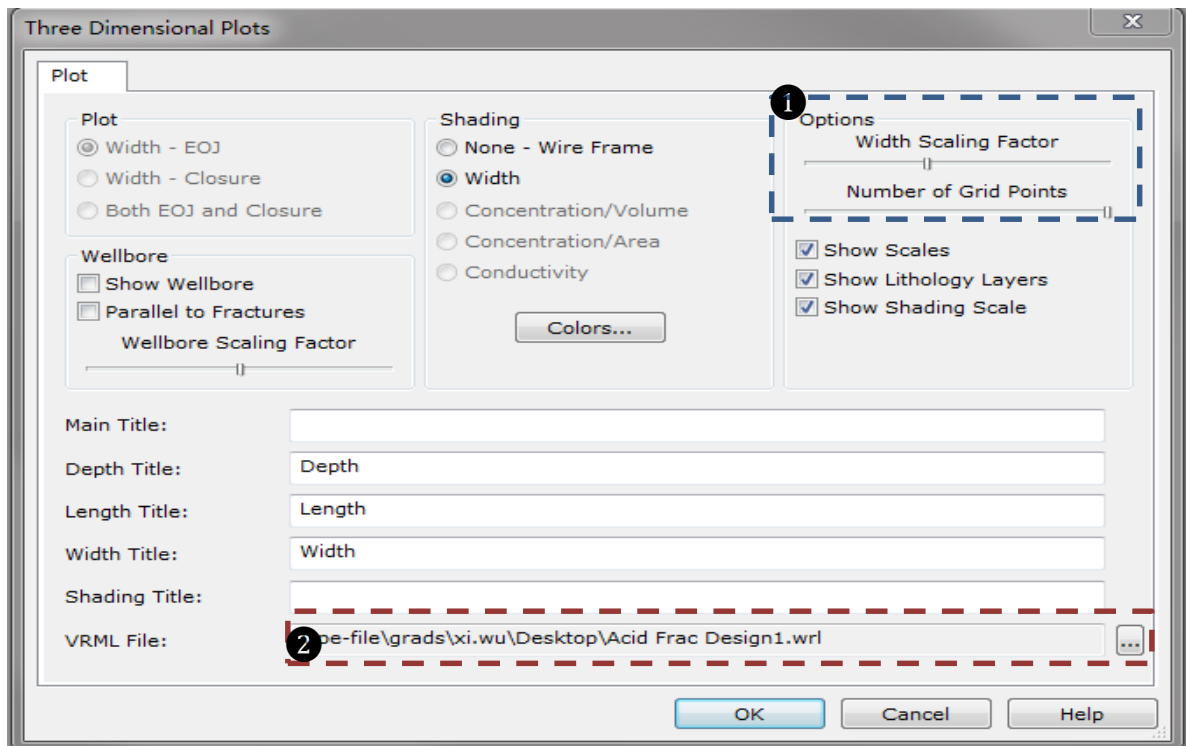 Three Dimensional Plots
Plot
Plot
Width - EOJ
Width - Closure
Both EOJ and Closure
Wellbore
Show Wellbore
Parallel to Fractures
Wellbore Scaling Factor
Shading
None - Wire Frame
Width
Concentration/Volume
Concentration/Area
Conductivity
Colors...
1
Options
Width Scaling Factor
Number of Grid Points
Show Scales
Show Lithology Layers
Show Shading Scale
Main Title:
Depth Title: Depth
Length Title: Length
Width Title: Width
Shading Title:
VRML File: 2 pe-file\grads\xi.wu\Desktop\Acid Frac Design1.wrl ...
OK Cancel Help